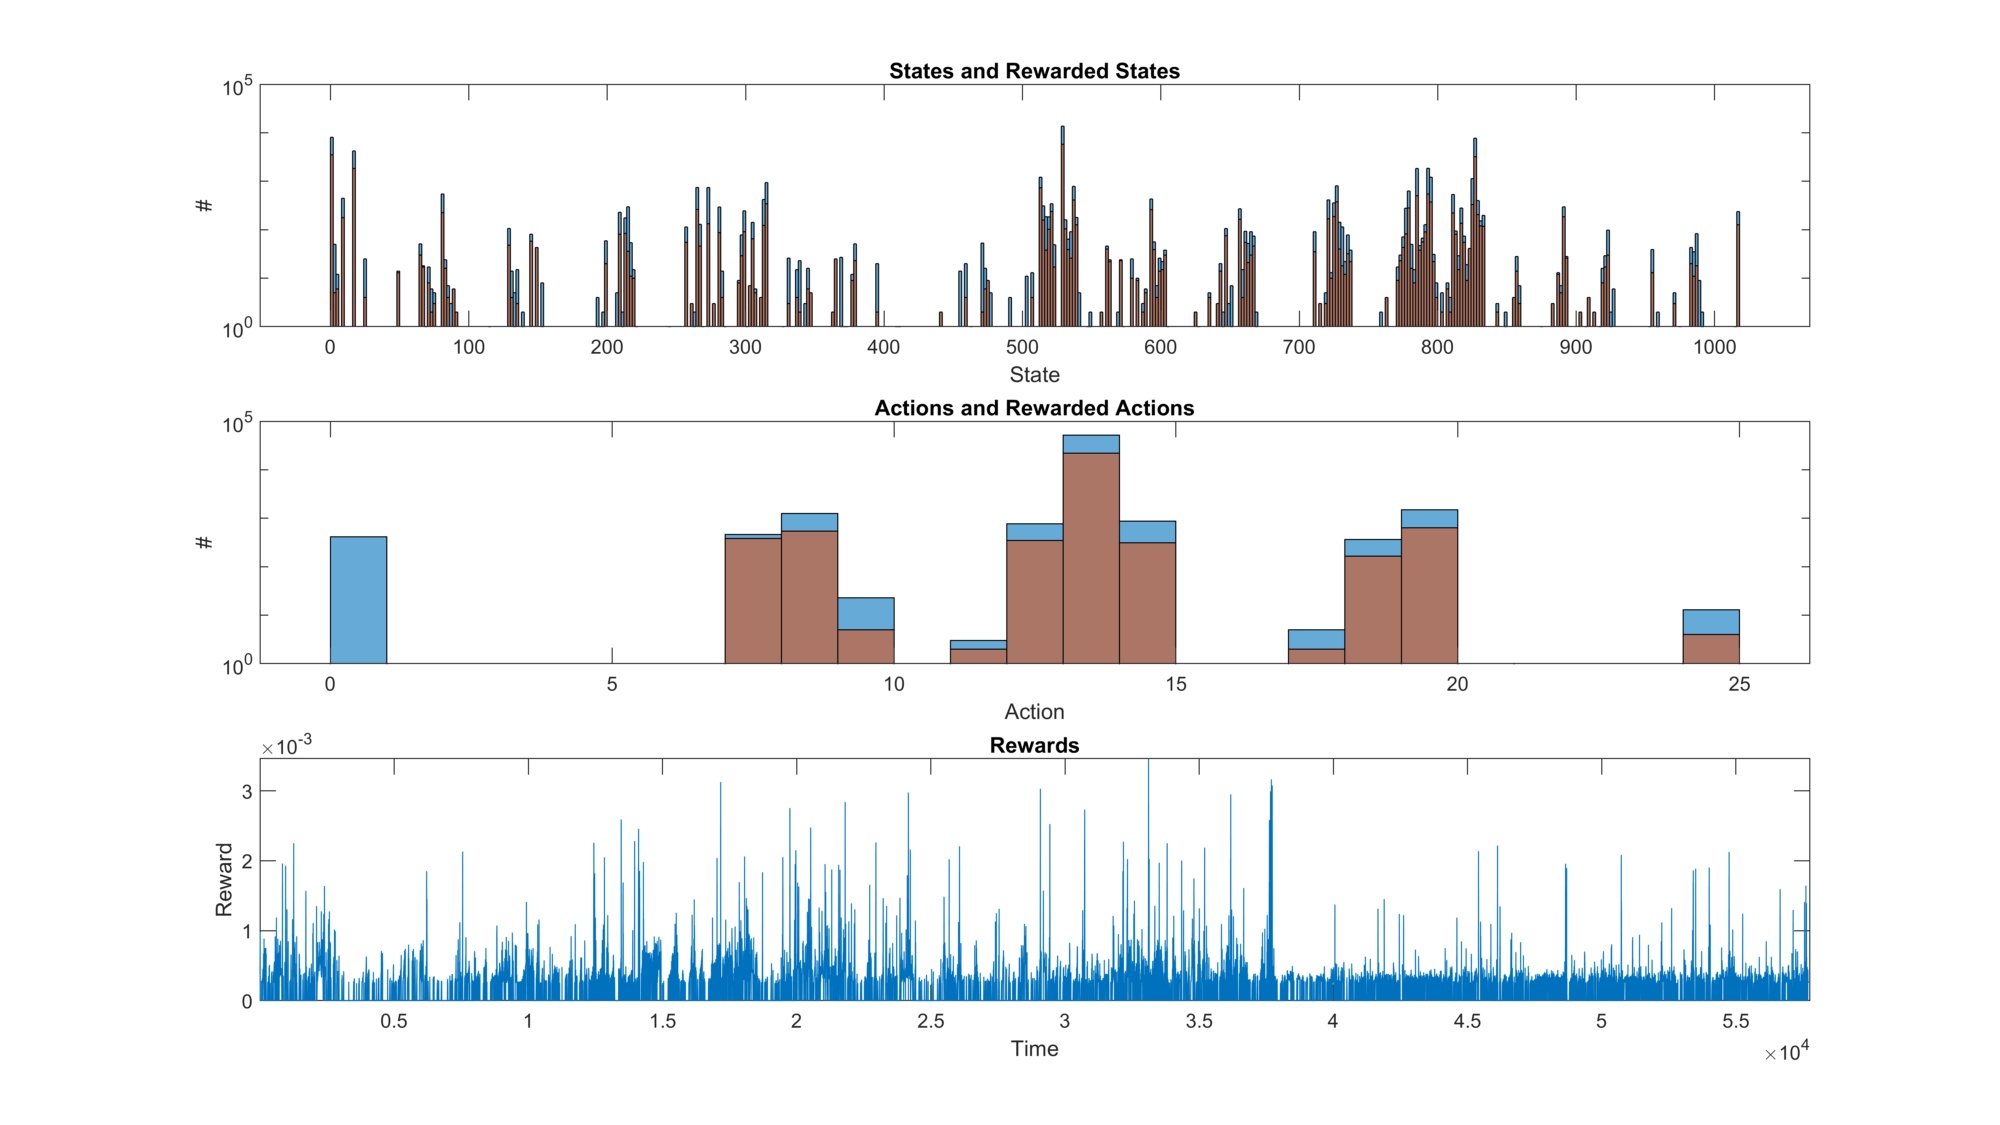 States and Rewarded States
10^5
#
10^0
0 100 200 300 400 500 600 700 800 900 1000
State
Actions and Rewarded Actions
10^5
#
10^0
0 5 10 15 20 25
Action
×10^-3
Rewards
3
2
1
0
Reward
0.5 1 1.5 2 2.5 3 3.5 4 4.5 5 5.5
Time
×10^4